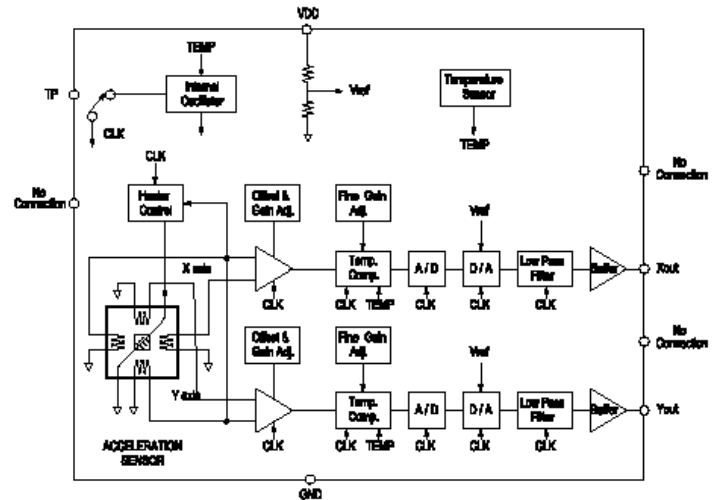 VDD
TEMP
TP
Internal
Oscillator
Vref
Temperature
Sensor
CLK
TEMP
CLK
No
Connection
No
Connection
Heater
Control
Offset &
Gain Adj.
Fine Gain
Adj.
Vref
X axis
Temp.
Comp.
A / D
D / A
Low Pass
Filter
Buffer
Xout
CLK
CLK
TEMP
CLK
CLK
CLK
Offset &
Gain Adj.
Fine Gain
Adj.
Vref
No
Connection
Y axis
Temp.
Comp.
A / D
D / A
Low Pass
Filter
Buffer
Yout
CLK
CLK
TEMP
CLK
CLK
CLK
ACCELERATION
SENSOR
GND